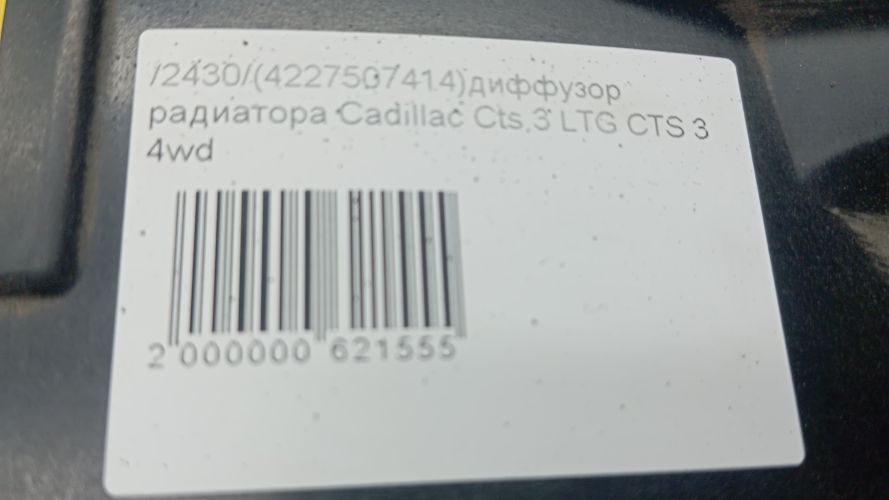 /2430/(4227507414)диффузор
радиатора Cadillac Cts 3 LTG CTS 3
4wd
2 000000 621555